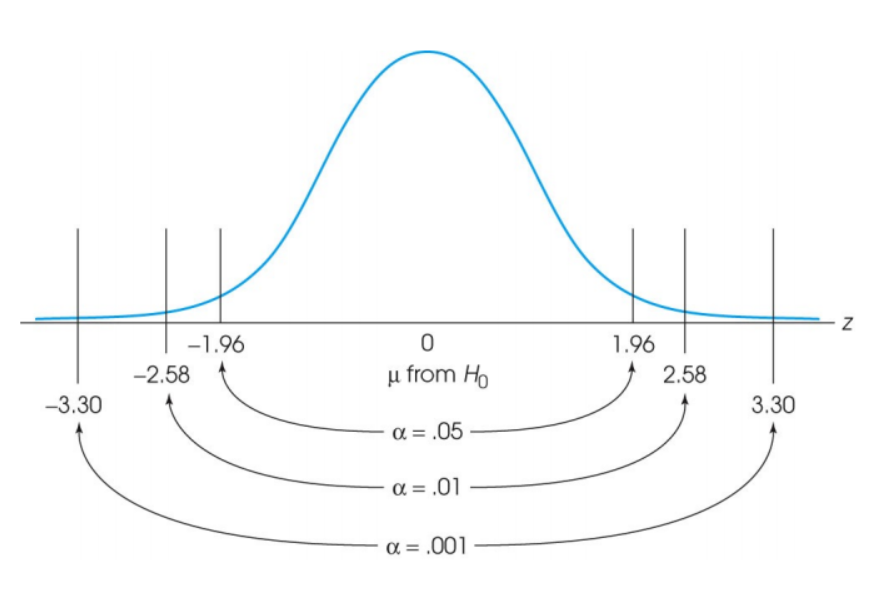 z
–1.96 0 1.96
–2.58 μ from H0 2.58
–3.30 3.30
α = .05
α = .01
α = .001